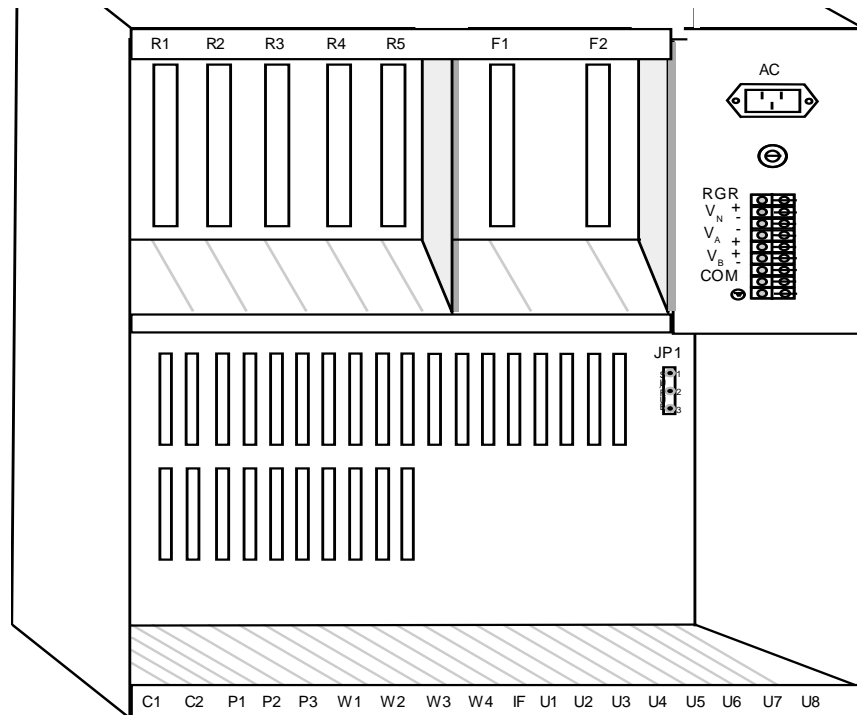 R1 R2 R3 R4 R5 F1 F2
AC
RGR
VN + -
VA - +
VB + -
COM
JP1
1
2
3
C1 C2 P1 P2 P3 W1 W2 W3 W4 IF U1 U2 U3 U4 U5 U6 U7 U8